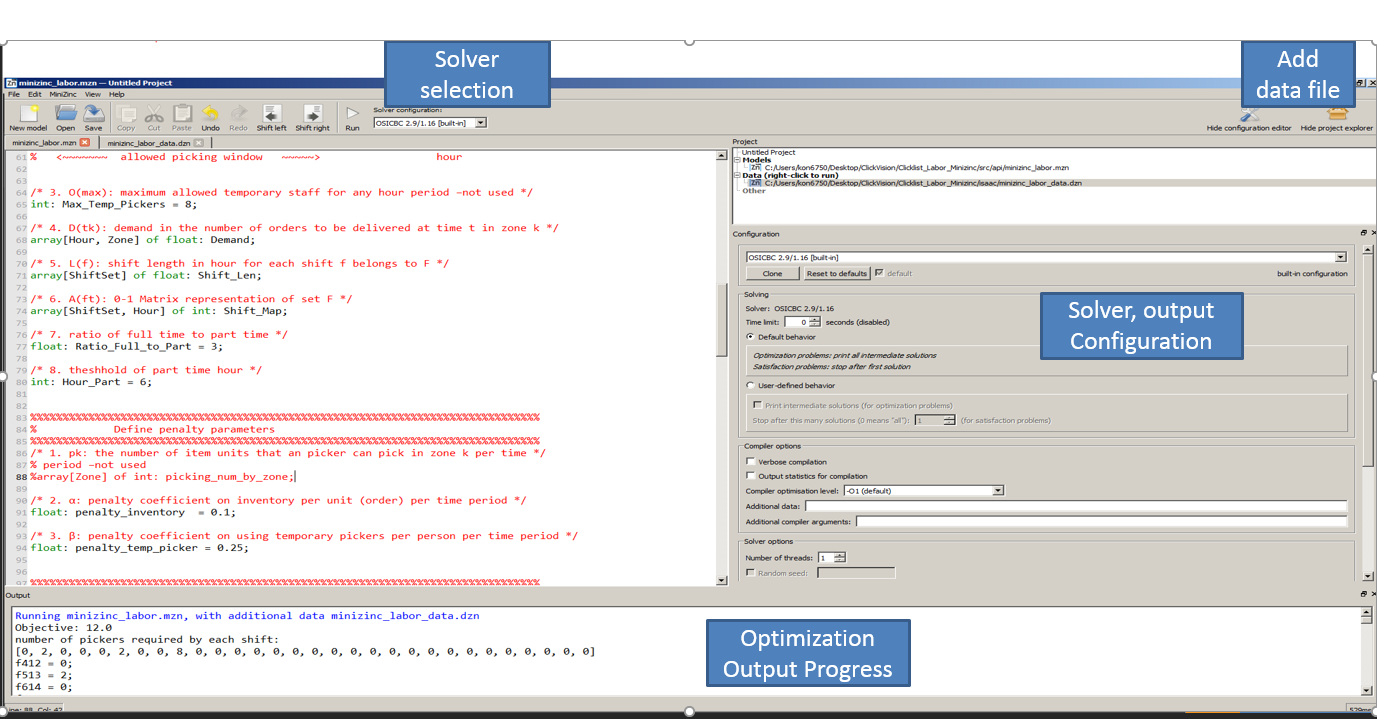 Solver
selection
Add
data file
minizinc_labor.mzn — Untitled Project
File Edit MiniZinc View Help
New model Open Save Copy Cut Paste Undo Redo Shift left Shift right Run
Solver configuration:
OSICBC 2.9/1.16 [built-in]
Hide configuration editor Hide project explorer
minizinc_labor.mzn minizinc_labor_data.dzn
61 % <~~~~~~~ allowed picking window ~~~~~> hour
62
63
64 /* 3. O(max): maximum allowed temporary staff for any hour period —not used */
65 int: Max_Temp_Pickers = 8;
66
67 /* 4. D(tk): demand in the number of orders to be delivered at time t in zone k */
68 array[Hour, Zone] of float: Demand;
69
70 /* 5. L(f): shift length in hour for each shift f belongs to F */
71 array[ShiftSet] of float: Shift_Len;
72
73 /* 6. A(ft): 0-1 Matrix representation of set F */
74 array[ShiftSet, Hour] of int: Shift_Map;
75
76 /* 7. ratio of full time to part time */
77 float: Ratio_Full_to_Part = 3;
78
79 /* 8. theshhold of part time hour */
80 int: Hour_Part = 6;
81
82
83
84 % Define penalty parameters
85
86 /* 1. pk: the number of item units that an picker can pick in zone k per time */
87 % period —not used
88 %array[Zone] of int: picking_num_by_zone;
89
90 /* 2. α: penalty coefficient on inventory per unit (order) per time period */
91 float: penalty_inventory = 0.1;
92
93 /* 3. β: penalty coefficient on using temporary pickers per person per time period */
94 float: penalty_temp_picker = 0.25;
95
96
97
Project
Untitled Project
Models
C:/Users/kon6750/Desktop/ClickVision/Clicklist_Labor_Minizinc/src/api/minizinc_labor.mzn
Data (right-click to run)
C:/Users/kon6750/Desktop/ClickVision/Clicklist_Labor_Minizinc/isaac/minizinc_labor_data.dzn
Other
Configuration
OSICBC 2.9/1.16 [built-in]
Clone Reset to defaults default built-in configuration
Solving
Solver: OSICBC 2.9/1.16
Time limit: 0 seconds (disabled)
Default behavior
Optimization problems: print all intermediate solutions
Satisfaction problems: stop after first solution
User-defined behavior
Print intermediate solutions (for optimization problems)
Stop after this many solutions (0 means "all"): 1 (for satisfaction problems)
Solver, output
Configuration
Compiler options
Verbose compilation
Output statistics for compilation
Compiler optimisation level: -O1 (default)
Additional data:
Additional compiler arguments:
Solver options
Number of threads: 1
Random seed:
Output
Running minizinc_labor.mzn, with additional data minizinc_labor_data.dzn
Objective: 12.0
number of pickers required by each shift:
[0, 2, 0, 0, 0, 2, 0, 0, 8, 0, 0, 0, 0, 0, 0, 0, 0, 0, 0, 0, 0, 0, 0, 0, 0, 0, 0, 0, 0, 0]
f412 = 0;
f513 = 2;
f614 = 0;
Optimization
Output Progress